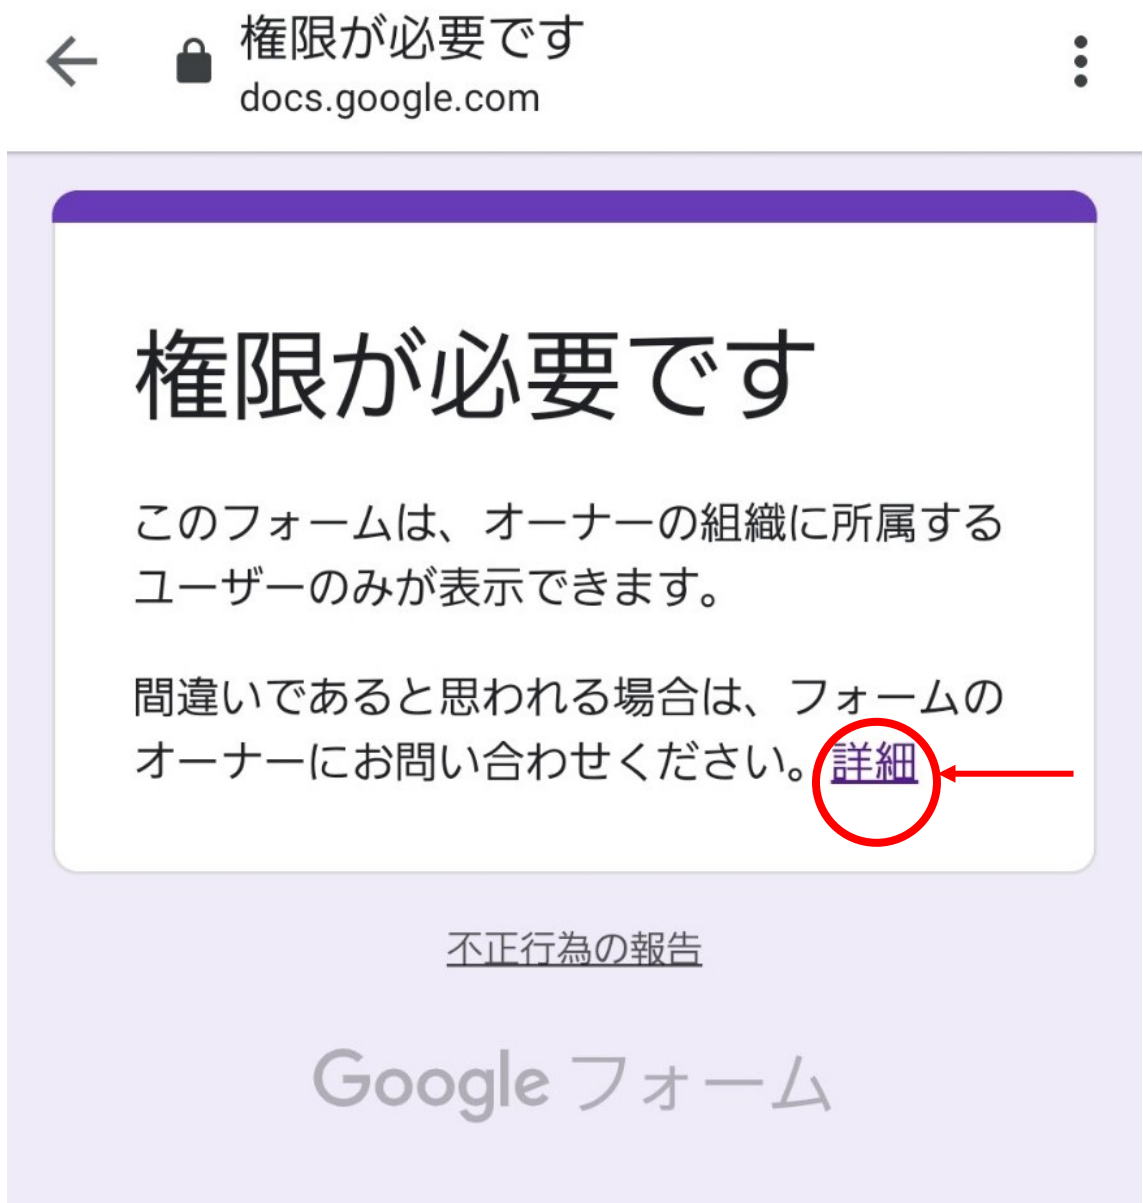 権限が必要です
docs.google.com
権限が必要です
このフォームは、オーナーの組織に所属する
ユーザーのみが表示できます。
間違いであると思われる場合は、フォームの
オーナーにお問い合わせください。詳細
不正行為の報告
Google フォーム